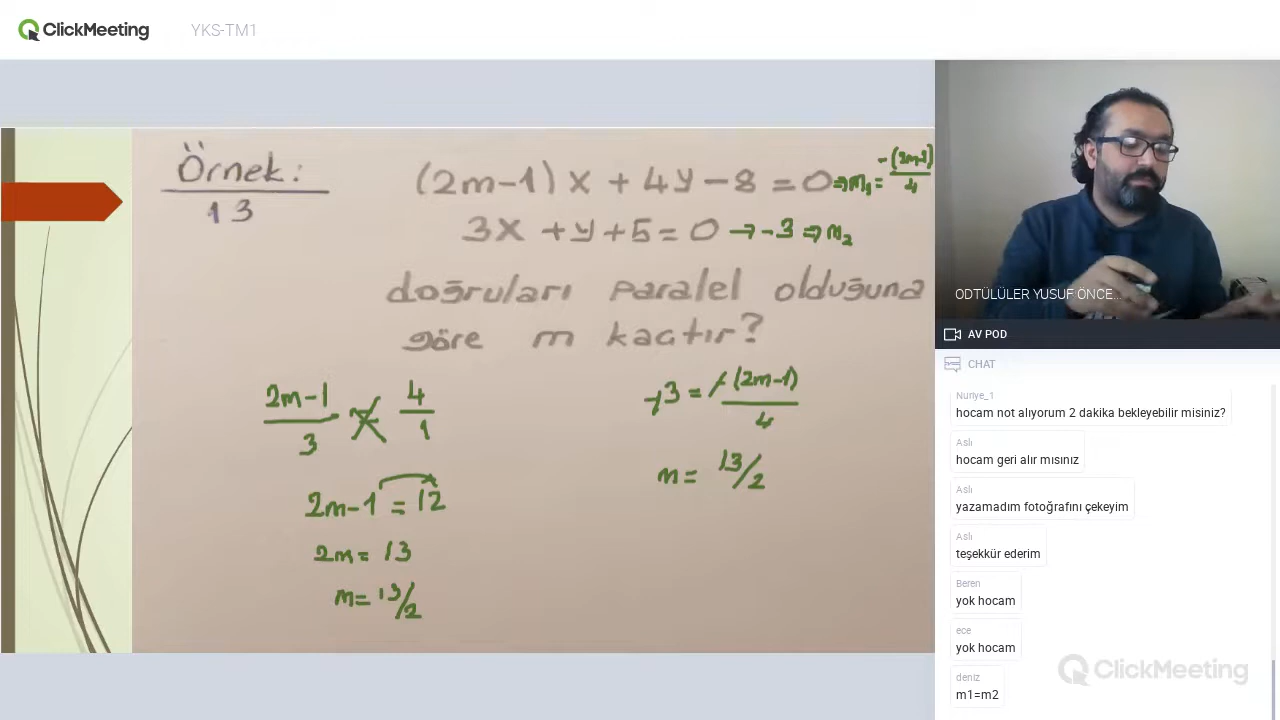 ClickMeeting YKS-TM1
Örnek:
13
(2m-1)x+4y-8=0 ⇒ m₁ = -(2m-1)/4
3x+y+5=0 → -3 ⇒ m₂
doğruları paralel olduğuna
göre m kaçtır?
(2m-1)/3 = 4/1
2m-1 = 12
2m = 13
m = 13/2
-3 = -(2m-1)/4
m = 13/2
ODTÜLÜLER YUSUF ÖNCE...
AV POD
CHAT
Nuriye_1
hocam not alıyorum 2 dakika bekleyebilir misiniz?
Aslı
hocam geri alır mısınız
Aslı
yazamadım fotoğrafını çekeyim
Aslı
teşekkür ederim
Beren
yok hocam
ece
yok hocam
deniz
m1=m2
ClickMeeting